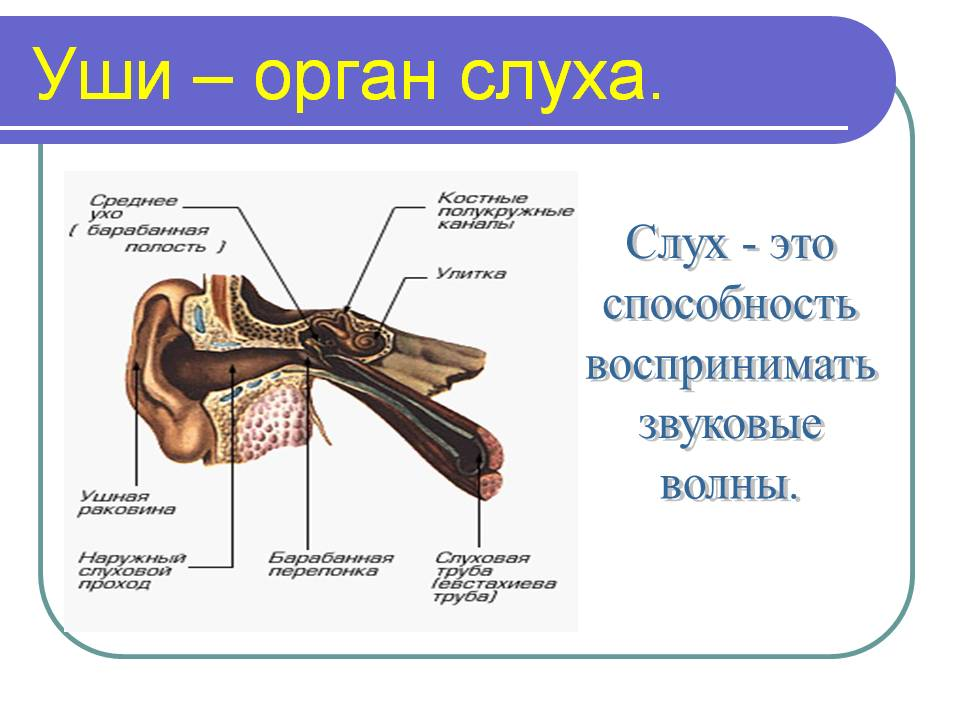 Уши – орган слуха.
Среднее
ухо
( барабанная
полость )
Костные
полукружные
каналы
Улитка
Ушная
раковина
Наружный
слуховой
проход
Барабанная
перепонка
Слуховая
труба
(евстахиева
труба)
Слух - это
способность
воспринимать
звуковые
волны.